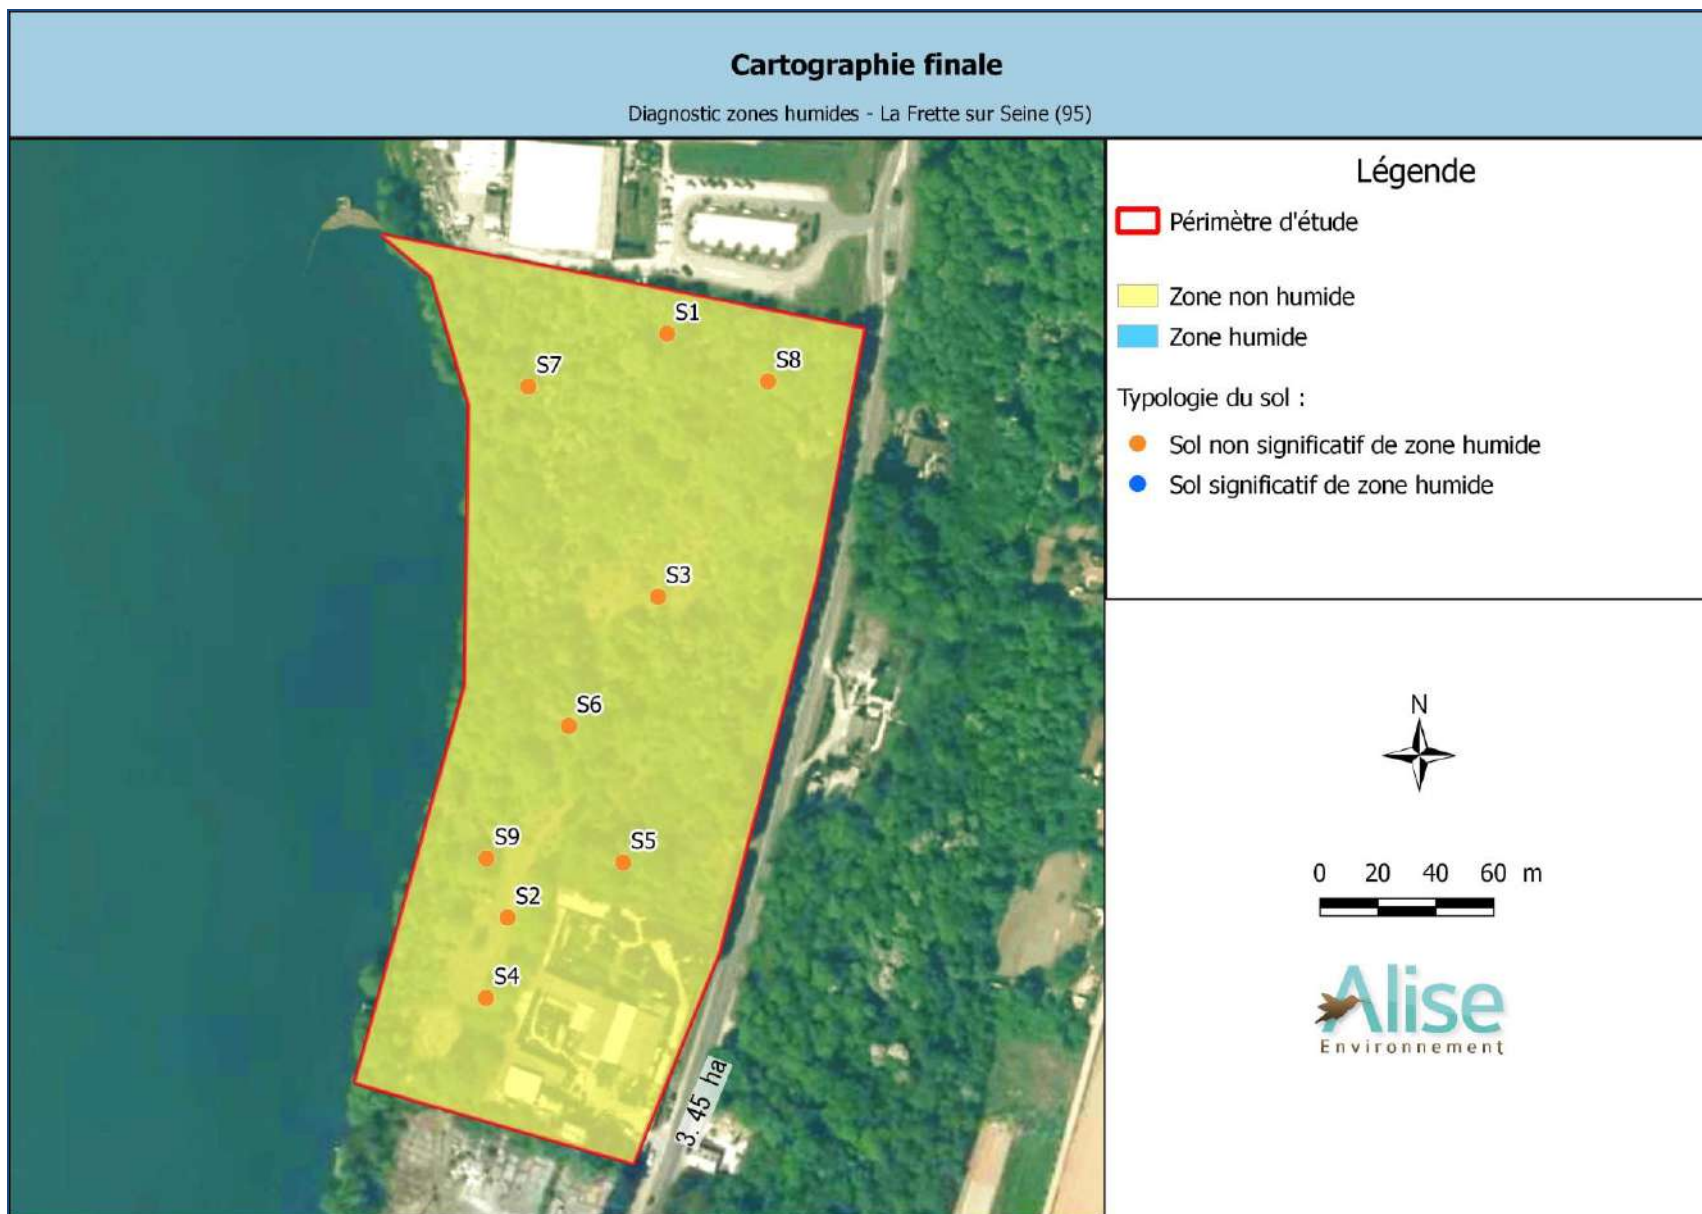 Cartographie finale
Diagnostic zones humides - La Frette sur Seine (95)
Légende
Périmètre d'étude
Zone non humide
Zone humide
Typologie du sol :
Sol non significatif de zone humide
Sol significatif de zone humide
S1
S8
S7
S3
S6
S9
S5
S2
S4
3. 45 ha
N
0 20 40 60 m
Alise
Environnement